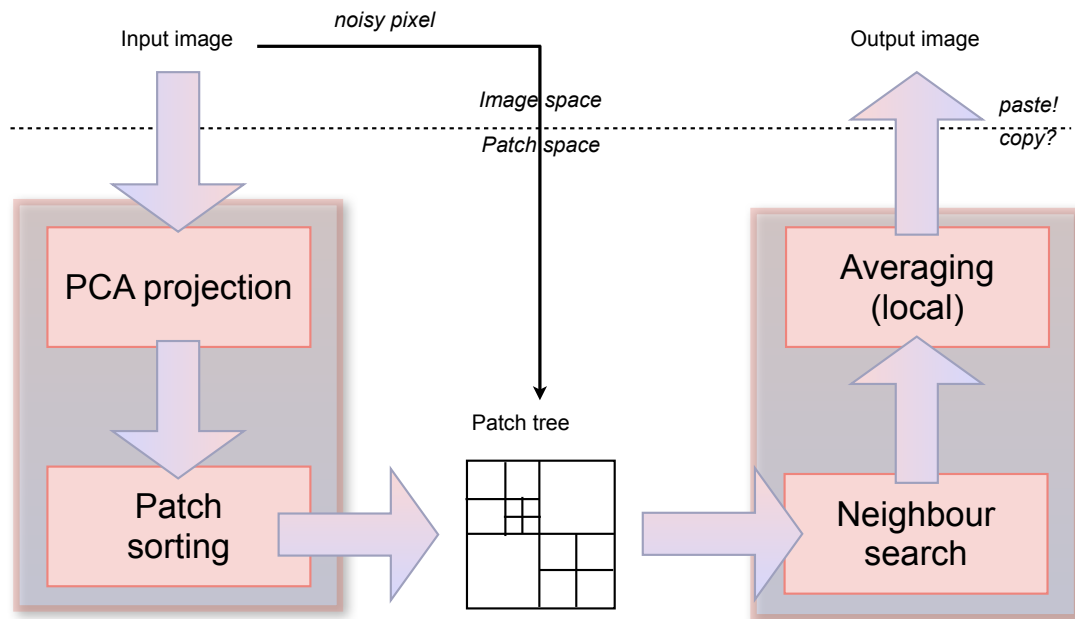 noisy pixel
Input image
Output image
Image space
paste!
Patch space
copy?
PCA projection
Averaging
(local)
Patch tree
Patch
sorting
Neighbour
search